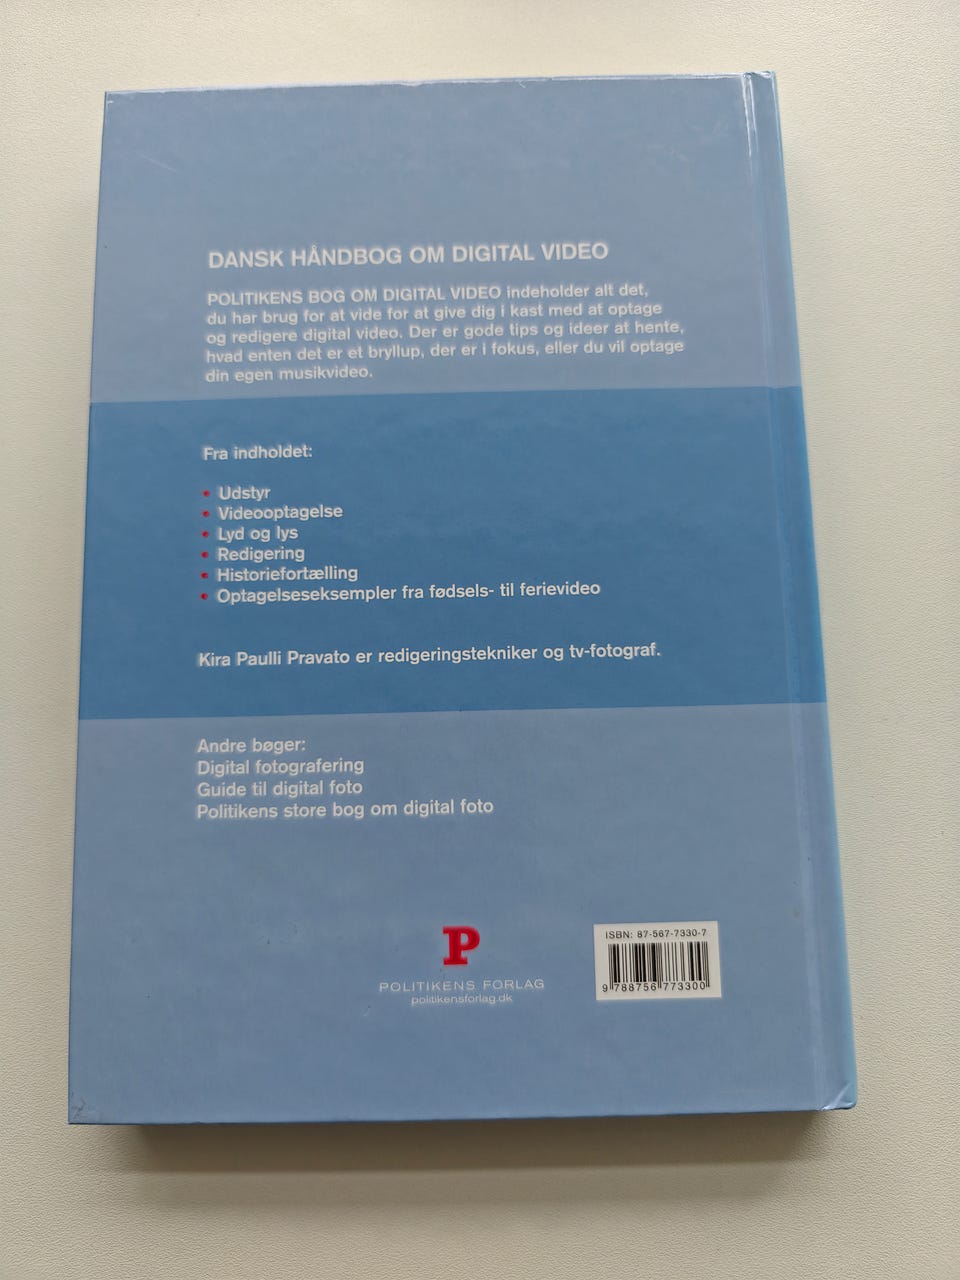 DANSK HÅNDBOG OM DIGITAL VIDEO
POLITIKENS BOG OM DIGITAL VIDEO indeholder alt det,
du har brug for at vide for at give dig i kast med at optage
og redigere digital video. Der er gode tips og ideer at hente,
hvad enten det er et bryllup, der er i fokus, eller du vil optage
din egen musikvideo.
Fra indholdet:
• Udstyr
• Videooptagelse
• Lyd og lys
• Redigering
• Historiefortælling
• Optagelseseksempler fra fødsels- til ferievideo
Kira Paulli Pravato er redigeringstekniker og tv-fotograf.
Andre bøger:
Digital fotografering
Guide til digital foto
Politikens store bog om digital foto
P
POLITIKENS FORLAG
politikensforlag.dk
ISBN: 87-567-7330-7
9 788756 773300